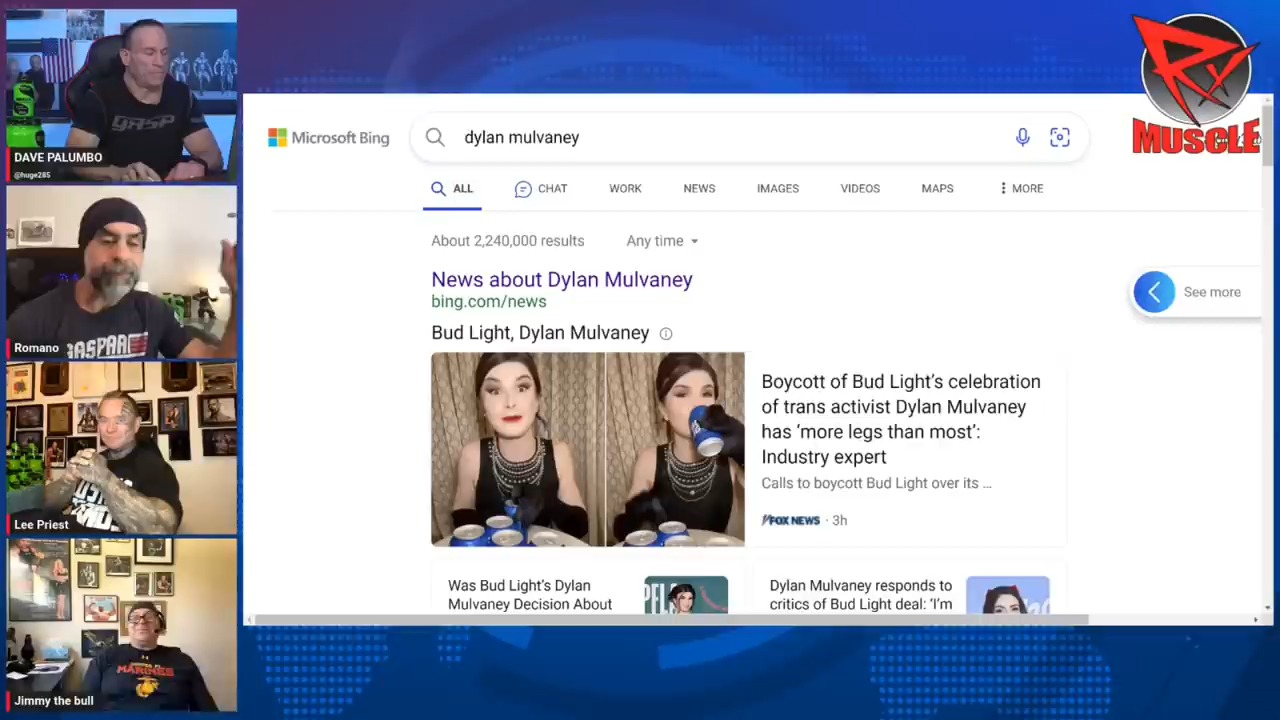 DAVE PALUMBO
@huge285
GASP
Romano
GASPARI
Lee Priest
Jimmy the bull
MARINES
RX
MUSCLE
Microsoft Bing
dylan mulvaney
ALL
CHAT
WORK
NEWS
IMAGES
VIDEOS
MAPS
MORE
About 2,240,000 results
Any time
News about Dylan Mulvaney
bing.com/news
See more
Bud Light, Dylan Mulvaney
Boycott of Bud Light's celebration
of trans activist Dylan Mulvaney
has 'more legs than most':
Industry expert
Calls to boycott Bud Light over its ...
FOX NEWS · 3h
Was Bud Light's Dylan
Mulvaney Decision About
Dylan Mulvaney responds to
critics of Bud Light deal: 'I'm